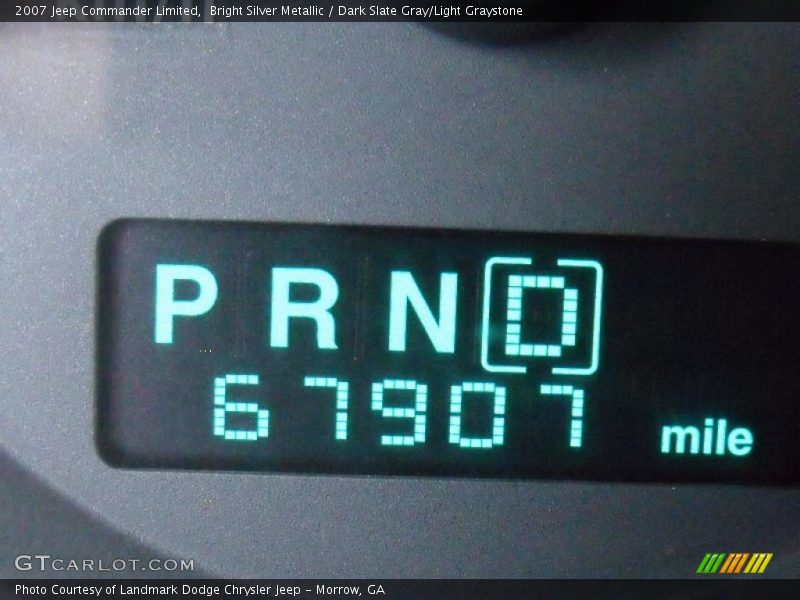 2007 Jeep Commander Limited, Bright Silver Metallic / Dark Slate Gray/Light Graystone
P R N D
67907 mile
GTCARLOT.COM
Photo Courtesy of Landmark Dodge Chrysler Jeep – Morrow, GA